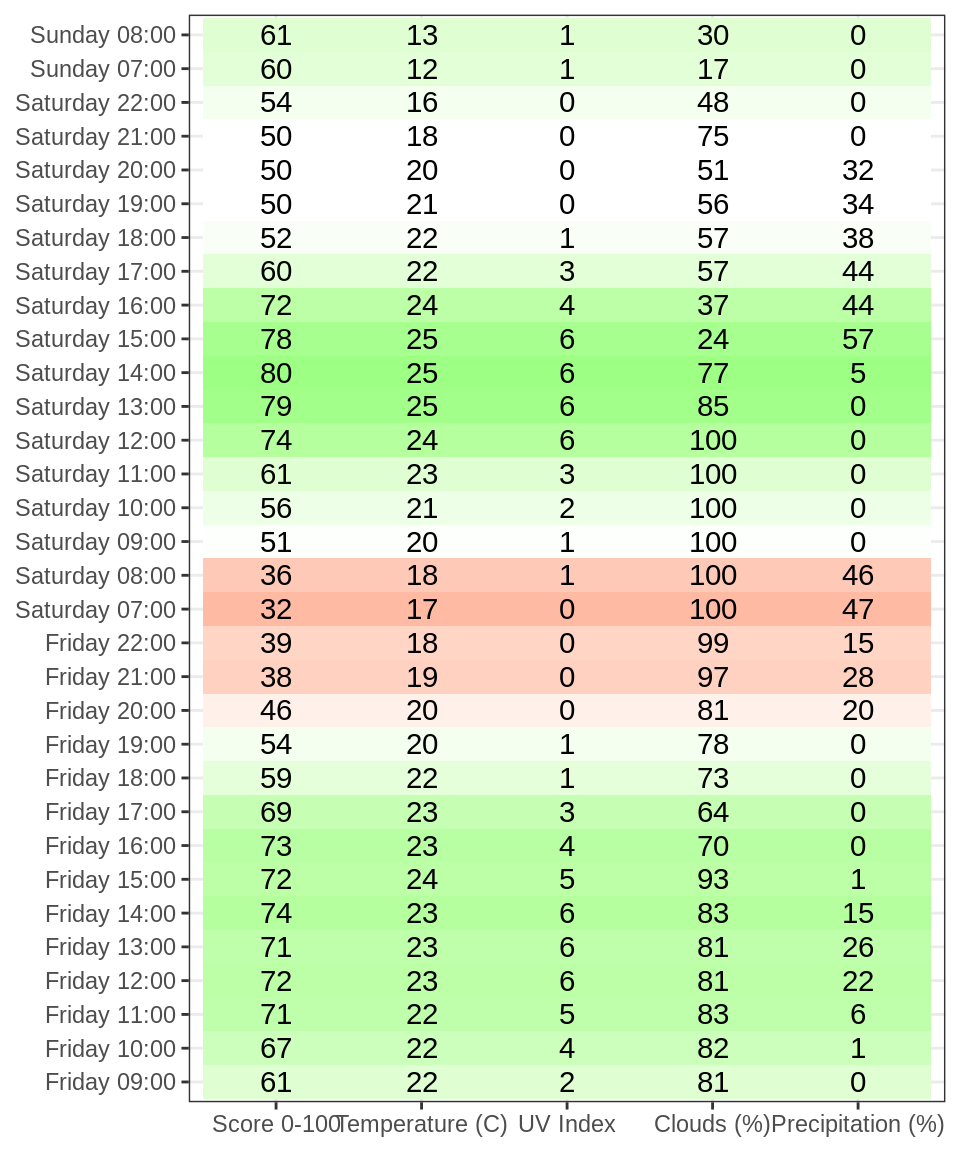 Sunday 08:00 61 13 1 30 0
Sunday 07:00 60 12 1 17 0
Saturday 22:00 54 16 0 48 0
Saturday 21:00 50 18 0 75 0
Saturday 20:00 50 20 0 51 32
Saturday 19:00 50 21 0 56 34
Saturday 18:00 52 22 1 57 38
Saturday 17:00 60 22 3 57 44
Saturday 16:00 72 24 4 37 44
Saturday 15:00 78 25 6 24 57
Saturday 14:00 80 25 6 77 5
Saturday 13:00 79 25 6 85 0
Saturday 12:00 74 24 6 100 0
Saturday 11:00 61 23 3 100 0
Saturday 10:00 56 21 2 100 0
Saturday 09:00 51 20 1 100 0
Saturday 08:00 36 18 1 100 46
Saturday 07:00 32 17 0 100 47
Friday 22:00 39 18 0 99 15
Friday 21:00 38 19 0 97 28
Friday 20:00 46 20 0 81 20
Friday 19:00 54 20 1 78 0
Friday 18:00 59 22 1 73 0
Friday 17:00 69 23 3 64 0
Friday 16:00 73 23 4 70 0
Friday 15:00 72 24 5 93 1
Friday 14:00 74 23 6 83 15
Friday 13:00 71 23 6 81 26
Friday 12:00 72 23 6 81 22
Friday 11:00 71 22 5 83 6
Friday 10:00 67 22 4 82 1
Friday 09:00 61 22 2 81 0
Score 0-100 Temperature (C) UV Index Clouds (%) Precipitation (%)